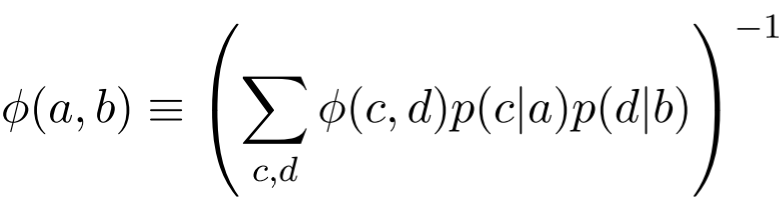 ϕ(a, b) ≡ ( ∑_{c,d} ϕ(c, d)p(c|a)p(d|b) )^{−1}